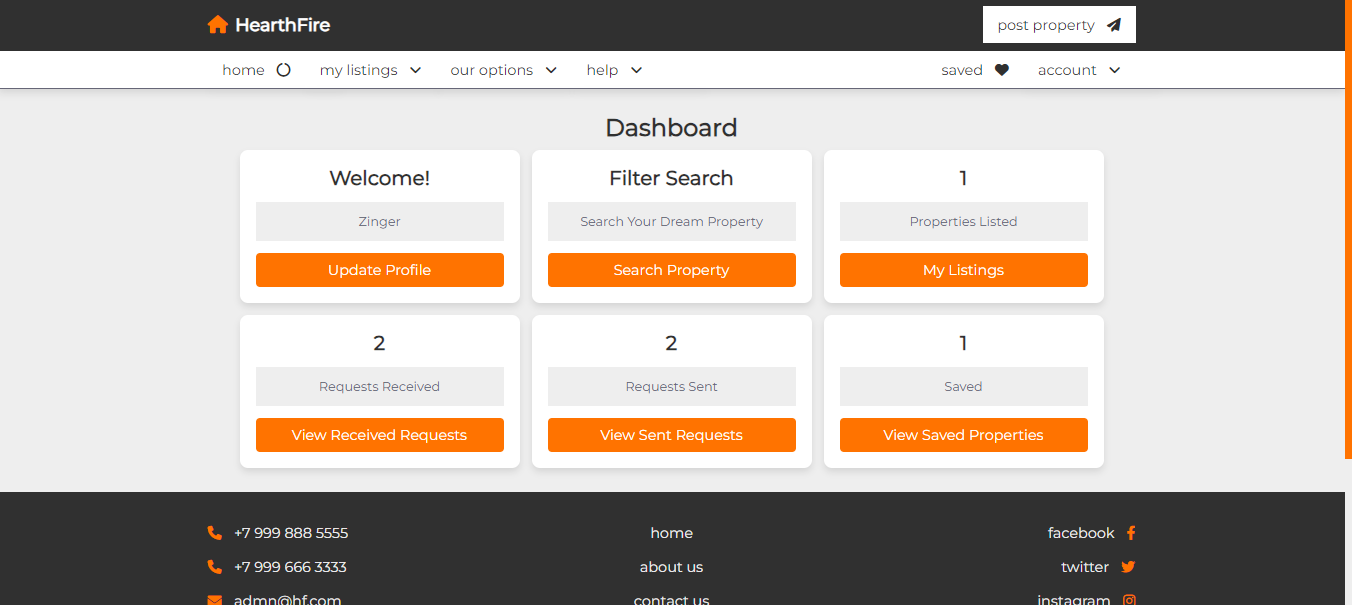 HearthFire
post property
home my listings our options help saved account
Dashboard
Welcome! Filter Search 1
Zinger Search Your Dream Property Properties Listed
Update Profile Search Property My Listings
2 2 1
Requests Received Requests Sent Saved
View Received Requests View Sent Requests View Saved Properties
+7 999 888 5555 home facebook
+7 999 666 3333 about us twitter
admn@hf.com contact us instagram